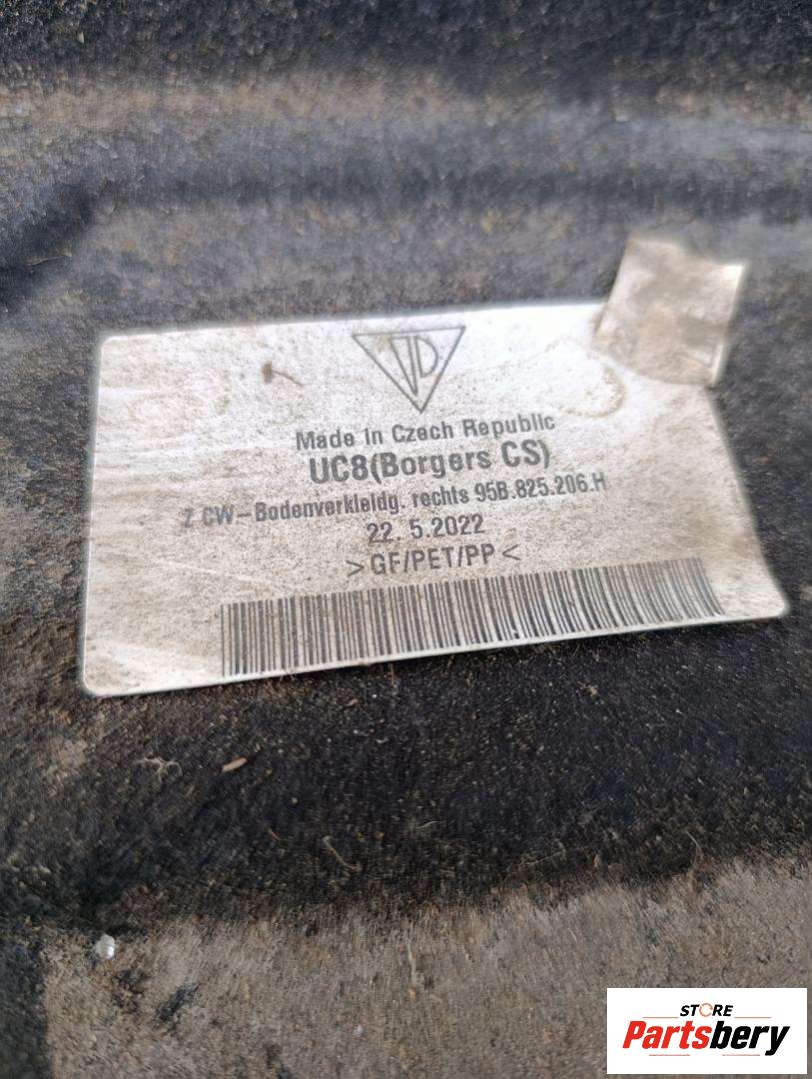 Made in Czech Republic
UC8(Borgers CS)
Z CW-Bodenverkleidg. rechts 95B.825.206.H
22. 5.2022
>GF/PET/PP<
STORE
Partsbery